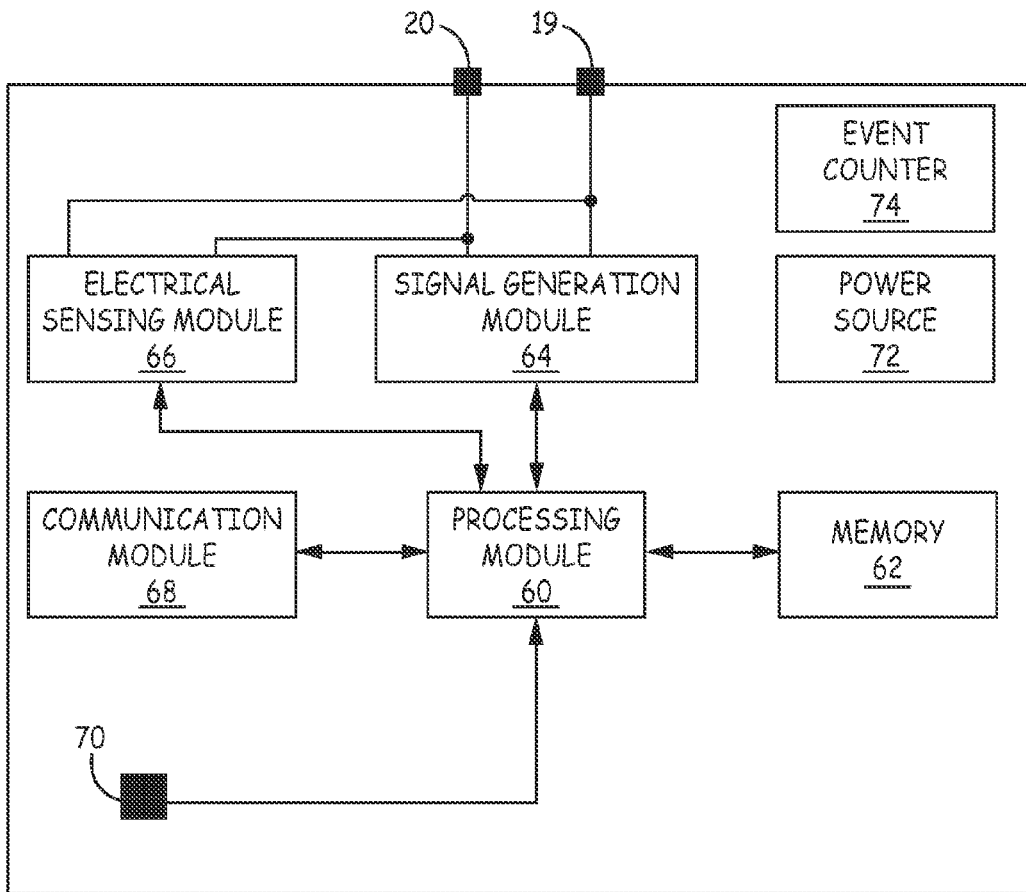 20
19
EVENT
COUNTER
74
ELECTRICAL
SENSING MODULE
66
SIGNAL GENERATION
MODULE
64
POWER
SOURCE
72
COMMUNICATION
MODULE
68
PROCESSING
MODULE
60
MEMORY
62
70